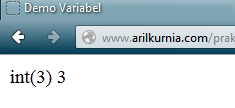 Demo Variabel
www.arilkurnia.com/prak
int(3) 3